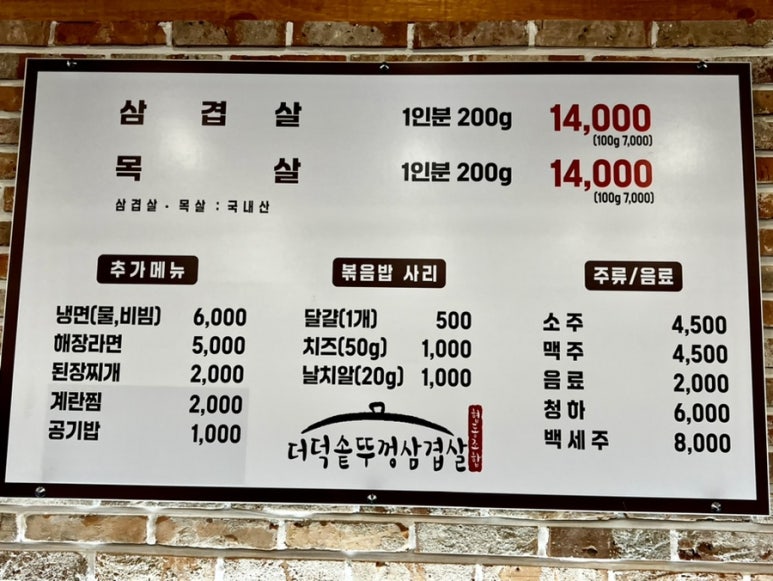 삼 겹 살 1인분 200g 14,000
(100g 7,000)
목 살 1인분 200g 14,000
(100g 7,000)
삼겹살 · 목살 : 국내산
추가메뉴
냉면(물,비빔) 6,000
해장라면 5,000
된장찌개 2,000
계란찜 2,000
공기밥 1,000
볶음밥 사리
달걀(1개) 500
치즈(50g) 1,000
날치알(20g) 1,000
더덕솥뚜껑삼겹살
협동조합
주류/음료
소주 4,500
맥주 4,500
음료 2,000
청하 6,000
백세주 8,000